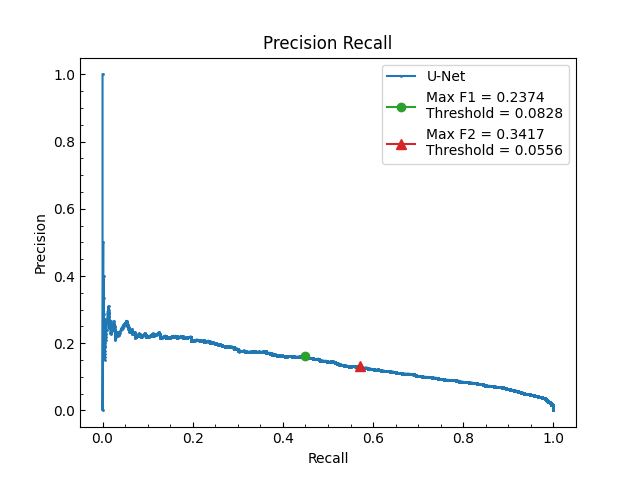 Precision Recall
U-Net
Max F1 = 0.2374
Threshold = 0.0828
Max F2 = 0.3417
Threshold = 0.0556
Precision
1.0
0.8
0.6
0.4
0.2
0.0
0.0 0.2 0.4 0.6 0.8 1.0
Recall